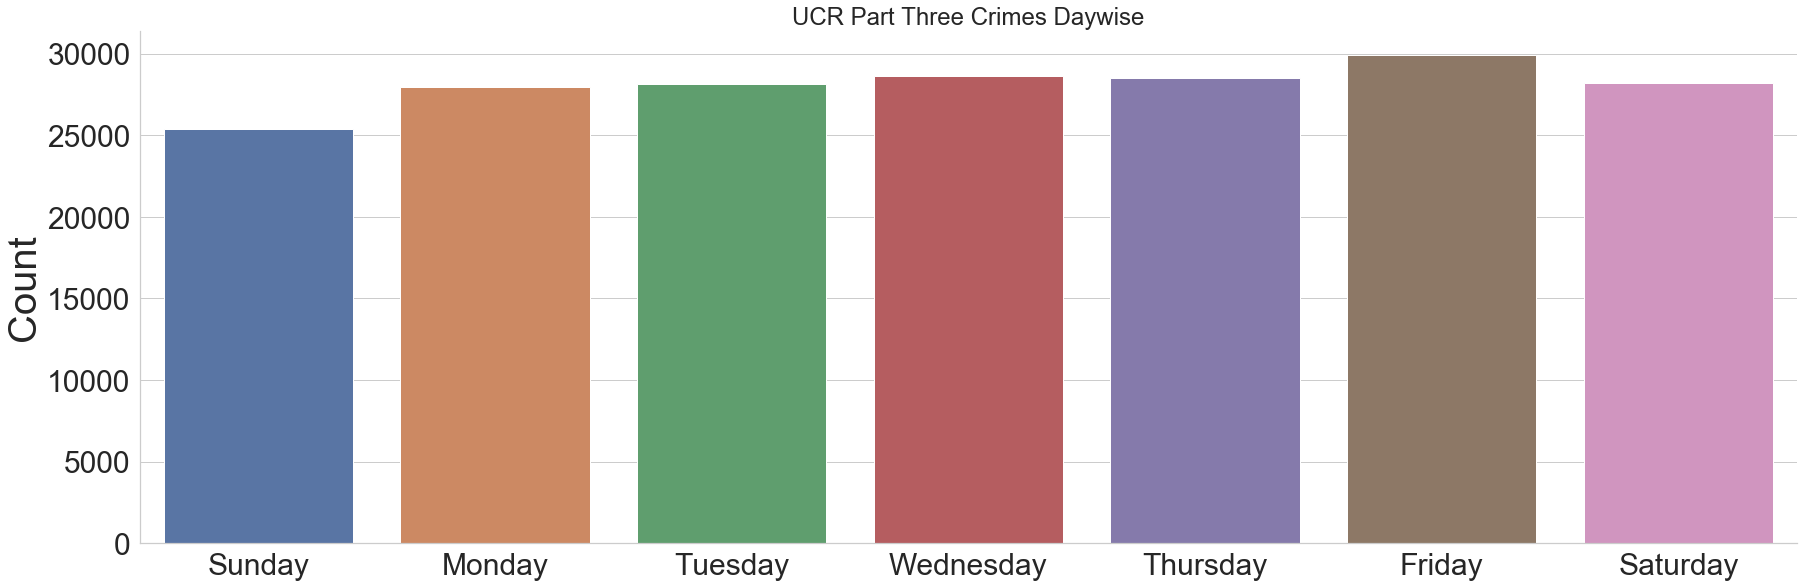 UCR Part Three Crimes Daywise
Count
30000
25000
20000
15000
10000
5000
0
Sunday Monday Tuesday Wednesday Thursday Friday Saturday